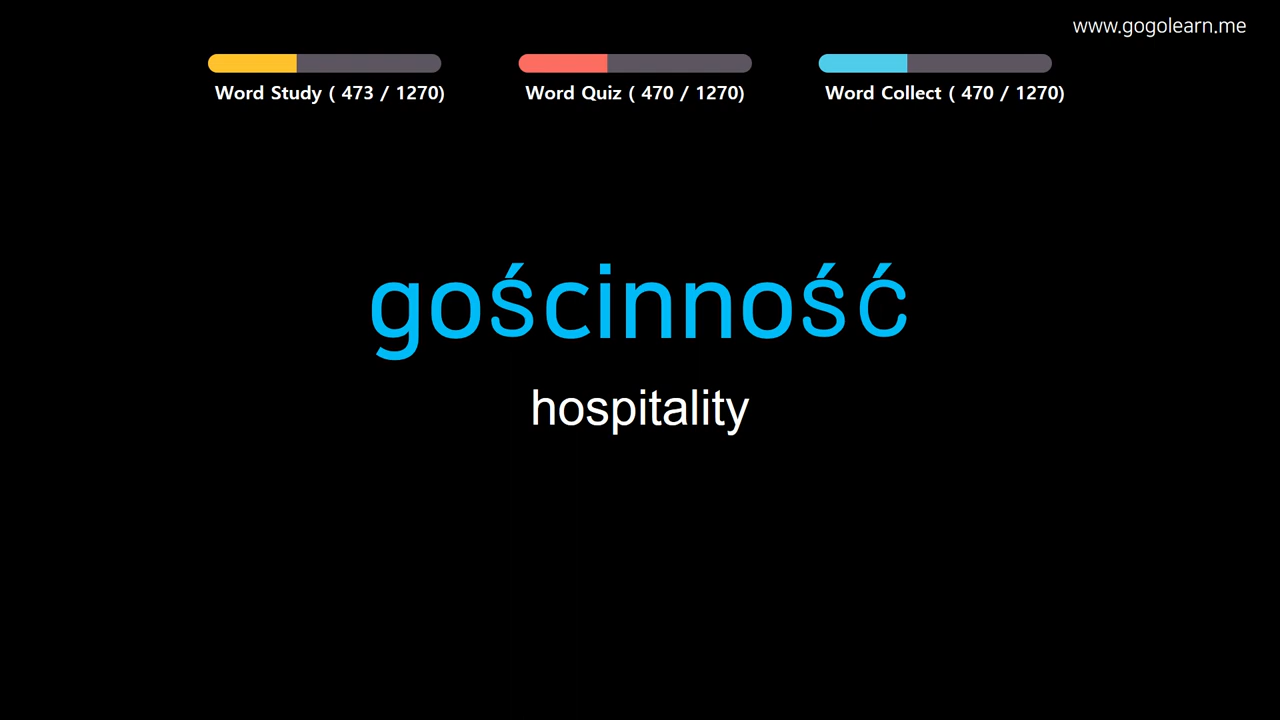 www.gogolearn.me
Word Study ( 473 / 1270)
Word Quiz ( 470 / 1270)
Word Collect ( 470 / 1270)
gościnność
hospitality